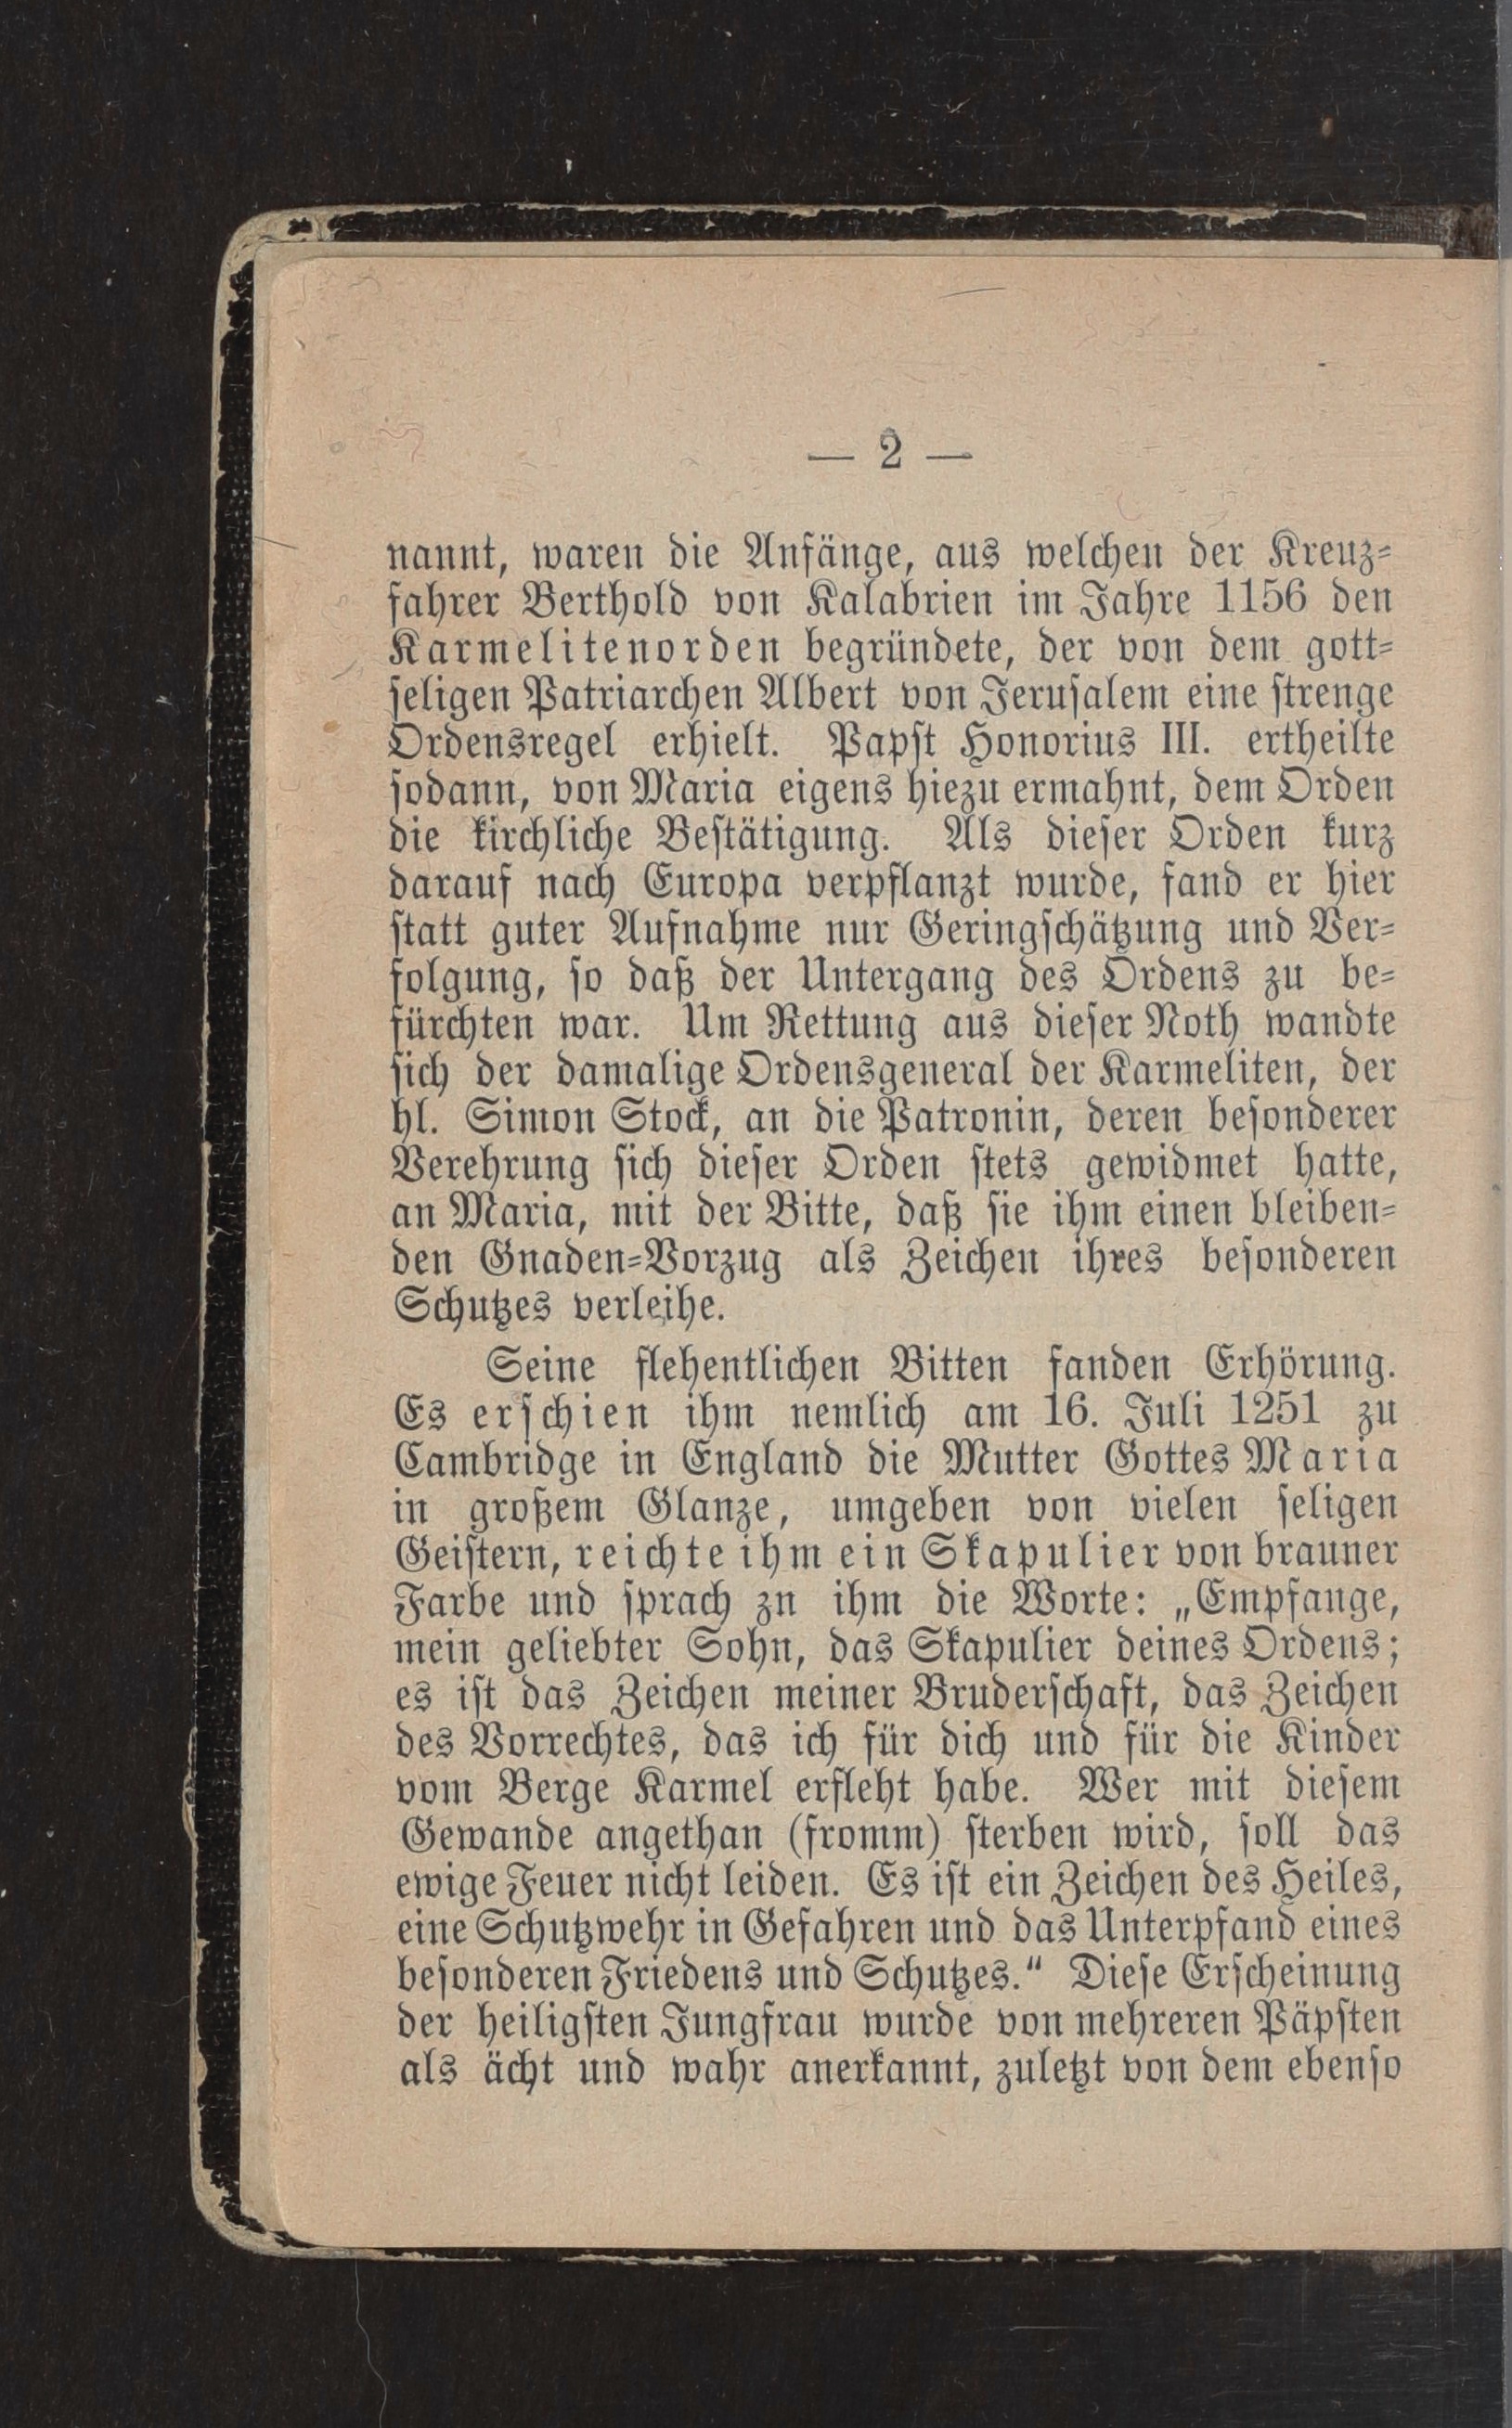 — 2 —
nannt, waren die Anfänge, aus welchen der Kreuz-
fahrer Berthold von Kalabrien im Jahre 1156 den
Karmelitenorden begründete, der von dem gott-
seligen Patriarchen Albert von Jerusalem eine strenge
Ordensregel erhielt. Papst Honorius III. ertheilte
sodann, von Maria eigens hiezu ermahnt, dem Orden
die kirchliche Bestätigung. Als dieser Orden kurz
darauf nach Europa verpflanzt wurde, fand er hier
statt guter Aufnahme nur Geringschätzung und Ver-
folgung, so daß der Untergang des Ordens zu be-
fürchten war. Um Rettung aus dieser Noth wandte
sich der damalige Ordensgeneral der Karmeliten, der
hl. Simon Stock, an die Patronin, deren besonderer
Verehrung sich dieser Orden stets gewidmet hatte,
an Maria, mit der Bitte, daß sie ihm einen bleiben-
den Gnaden-Vorzug als Zeichen ihres besonderen
Schutzes verleihe.
Seine flehentlichen Bitten fanden Erhörung.
Es erschien ihm nemlich am 16. Juli 1251 zu
Cambridge in England die Mutter Gottes Maria
in großem Glanze, umgeben von vielen seligen
Geistern, reichte ihm ein Skapulier von brauner
Farbe und sprach zu ihm die Worte: „Empfange,
mein geliebter Sohn, das Skapulier deines Ordens;
es ist das Zeichen meiner Bruderschaft, das Zeichen
des Vorrechtes, das ich für dich und für die Kinder
vom Berge Karmel erfleht habe. Wer mit diesem
Gewande angethan (fromm) sterben wird, soll das
ewige Feuer nicht leiden. Es ist ein Zeichen des Heiles,
eine Schutzwehr in Gefahren und das Unterpfand eines
besonderen Friedens und Schutzes.“ Diese Erscheinung
der heiligsten Jungfrau wurde von mehreren Päpsten
als ächt und wahr anerkannt, zuletzt von dem ebenso